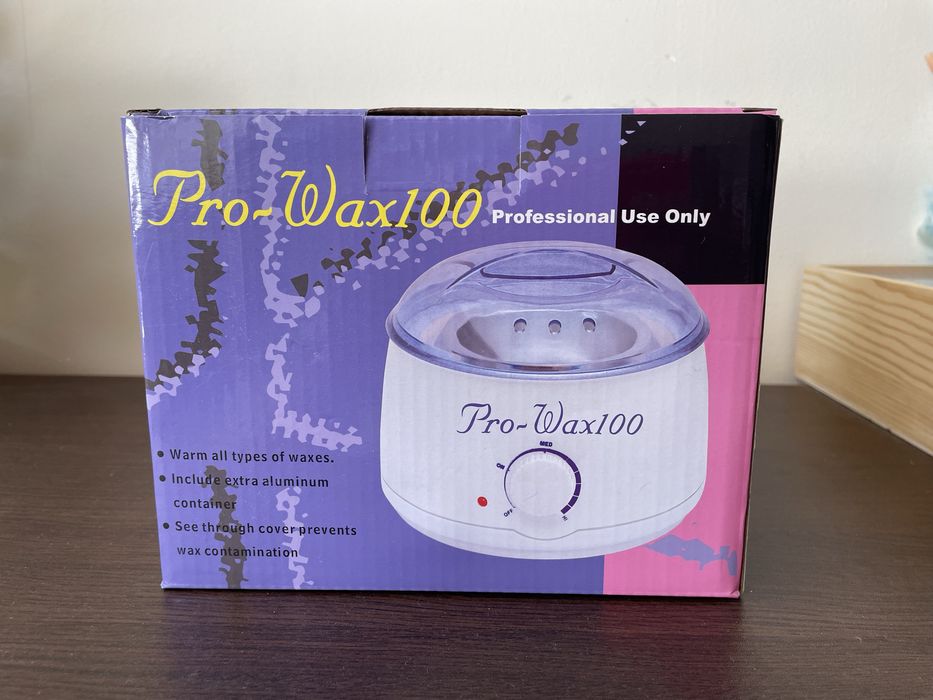 Pro-Wax100 Professional Use Only
Pro-Wax100
MED
ON
OFF
HI
• Warm all types of waxes.
• Include extra aluminum
container
• See through cover prevents
wax contamination